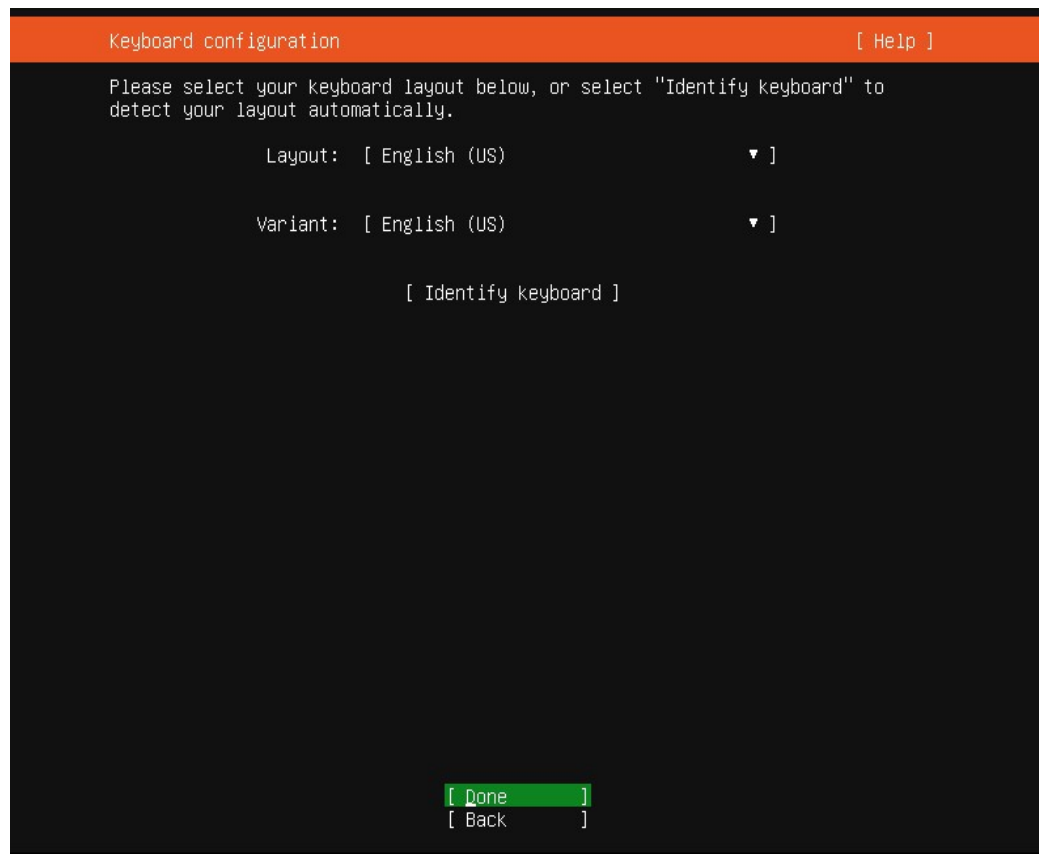 Keyboard configuration [ Help ]
Please select your keyboard layout below, or select "Identify keyboard" to
detect your layout automatically.
Layout: [ English (US) ▾ ]
Variant: [ English (US) ▾ ]
[ Identify keyboard ]
[ Done ]
[ Back ]